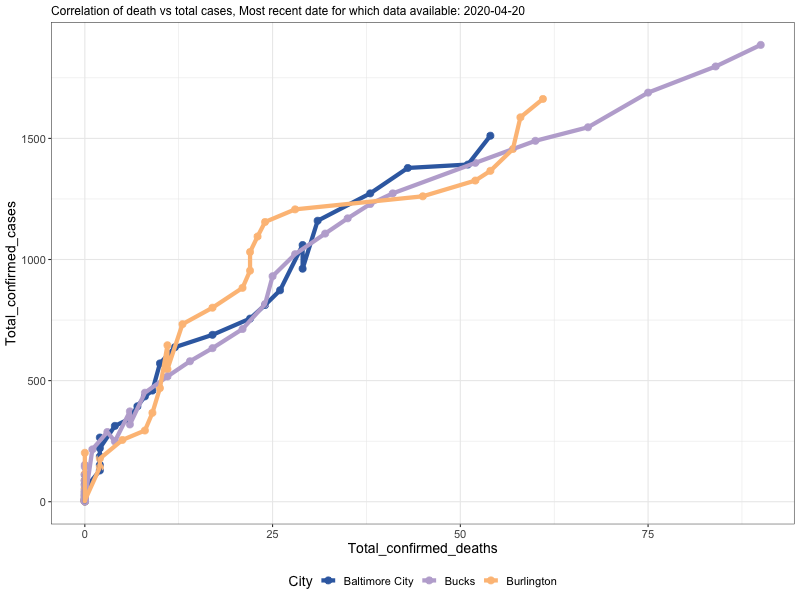 Correlation of death vs total cases, Most recent date for which data available: 2020-04-20
Total_confirmed_cases
1500
1000
500
0
0 25 50 75
Total_confirmed_deaths
City Baltimore City Bucks Burlington